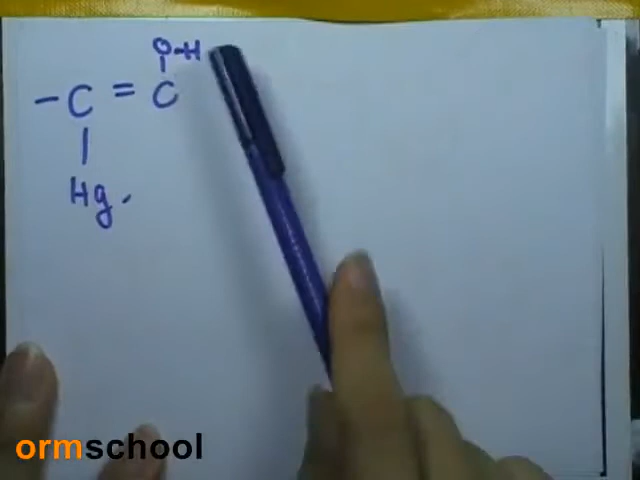 O-H
- C = C
Hg.
ormschool